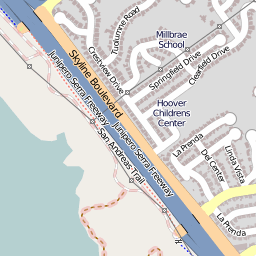 Tuolumne Road
Millbrae
School
Crestview Drive
Springfield Drive
Clearfield Drive
Skyline Boulevard
Junipero Serra Freeway
Hoover
Childrens
Center
Junipero Serra Freeway
San Andreas Trail
La Prenda
Del Center
Linda Vista
La Prenda